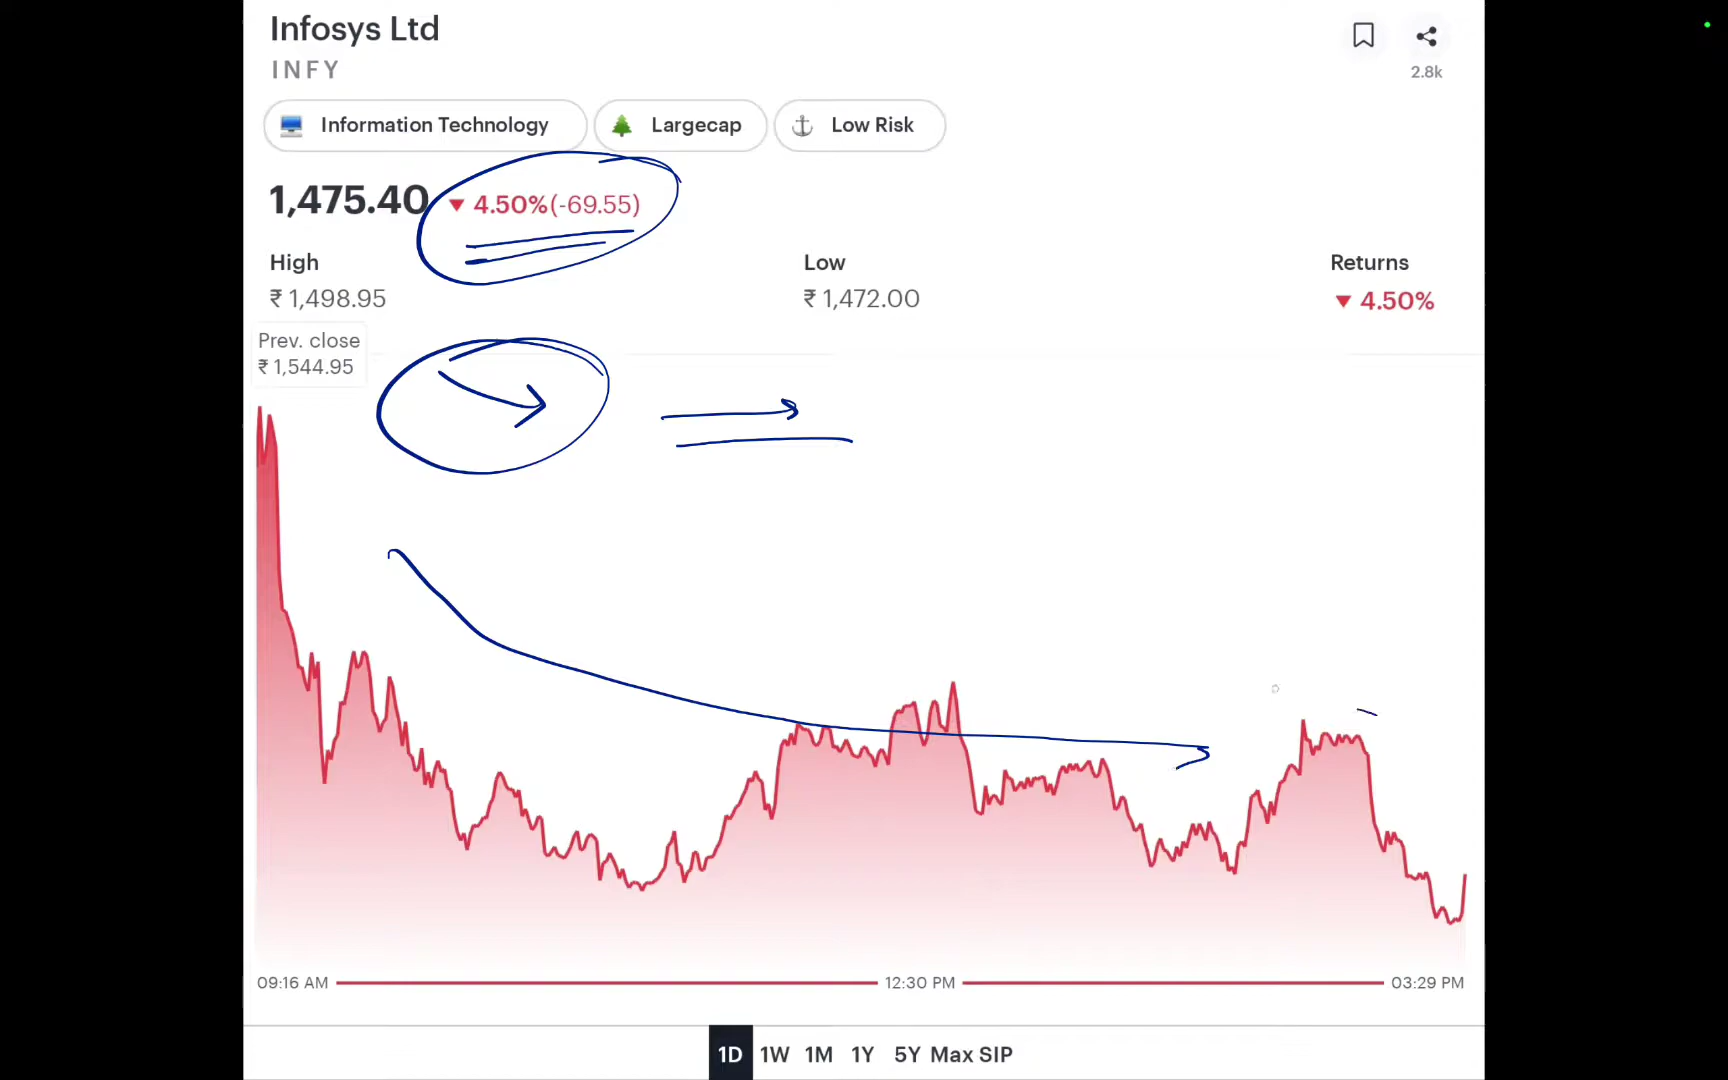 Infosys Ltd
INFY
2.8k
Information Technology
Largecap
Low Risk
1,475.40 ▼ 4.50%(-69.55)
High
Low
Returns
₹ 1,498.95
₹ 1,472.00
▼ 4.50%
Prev. close
₹ 1,544.95
09:16 AM
12:30 PM
03:29 PM
1D 1W 1M 1Y 5Y Max SIP